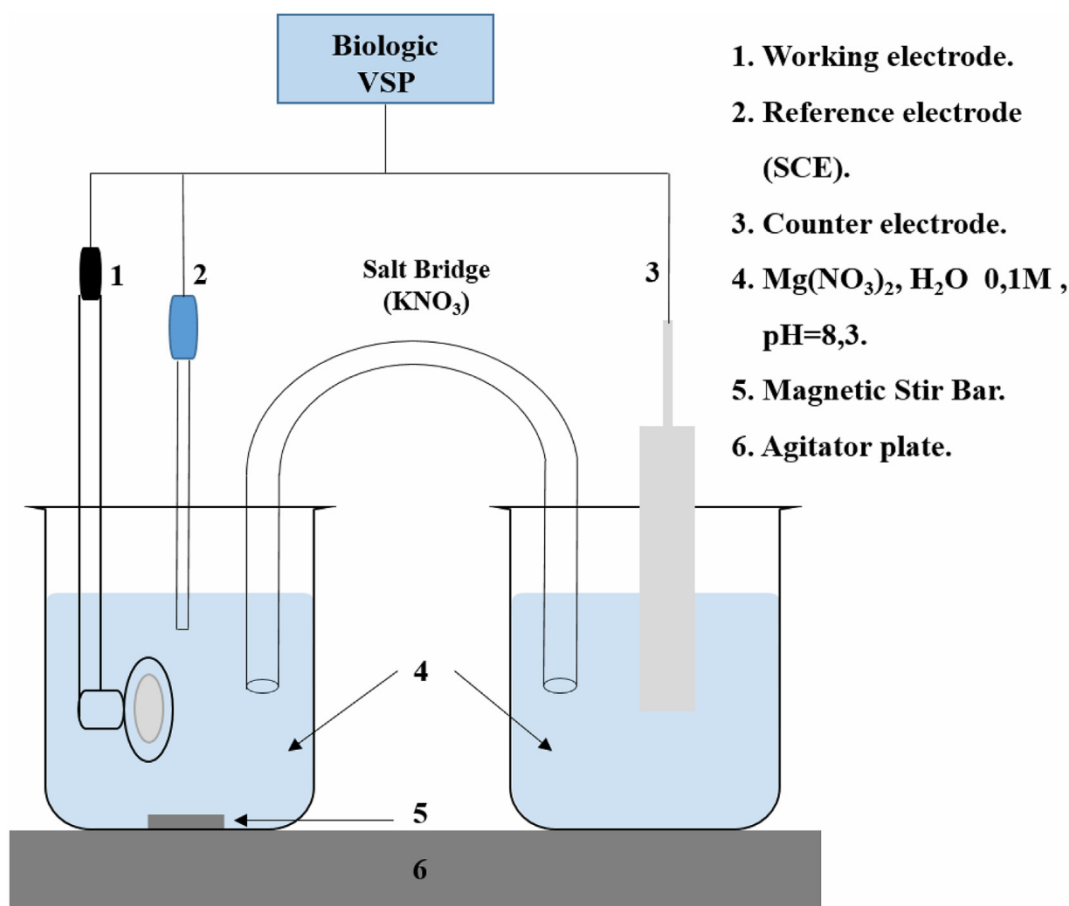 Biologic
VSP
1
2
Salt Bridge
(KNO₃)
3
4
5
6
1. Working electrode.
2. Reference electrode
(SCE).
3. Counter electrode.
4. Mg(NO₃)₂, H₂O 0,1M ,
pH=8,3.
5. Magnetic Stir Bar.
6. Agitator plate.